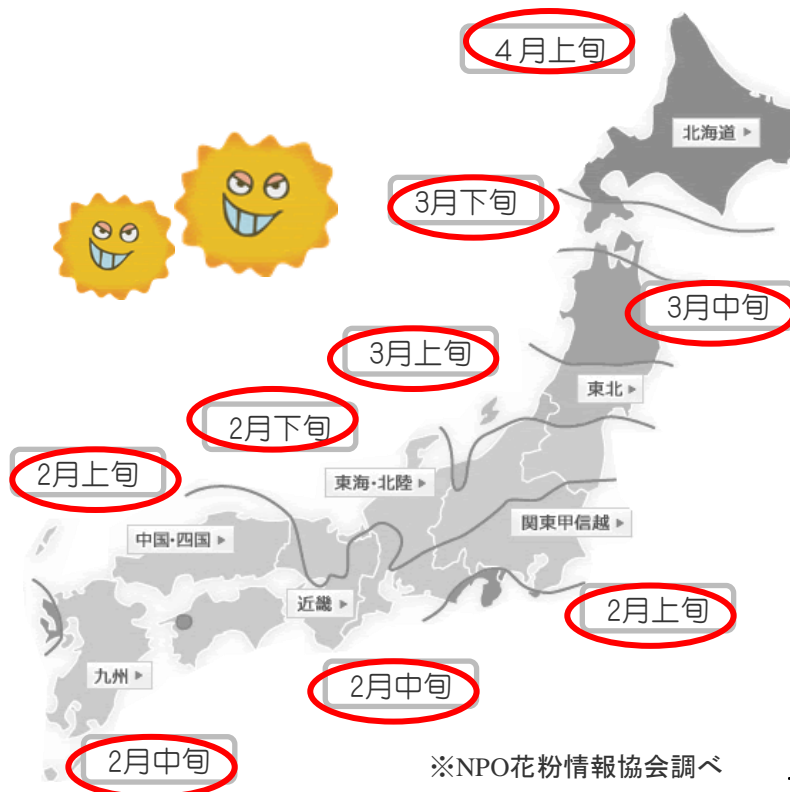 ４月上旬
北海道
3月下旬
3月中旬
3月上旬
東北
2月下旬
2月上旬
東海・北陸
関東甲信越
中国・四国
近畿
2月上旬
九州
2月中旬
2月中旬
※NPO花粉情報協会調べ